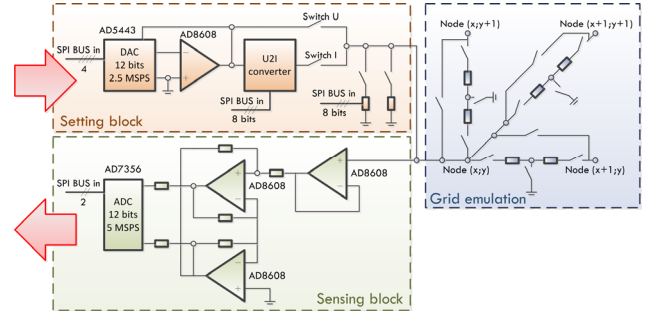 AD5443
SPI BUS in
4
DAC
12 bits
2.5 MSPS
AD8608
U2I
converter
Switch U
Switch I
SPI BUS in
8 bits
SPI BUS in
8 bits
Setting block
Node (x;y+1)
Node (x+1;y+1)
Node (x;y)
Node (x+1;y)
Grid emulation
AD7356
SPI BUS in
2
ADC
12 bits
5 MSPS
AD8608
AD8608
AD8608
Sensing block
− +
− +
+ −